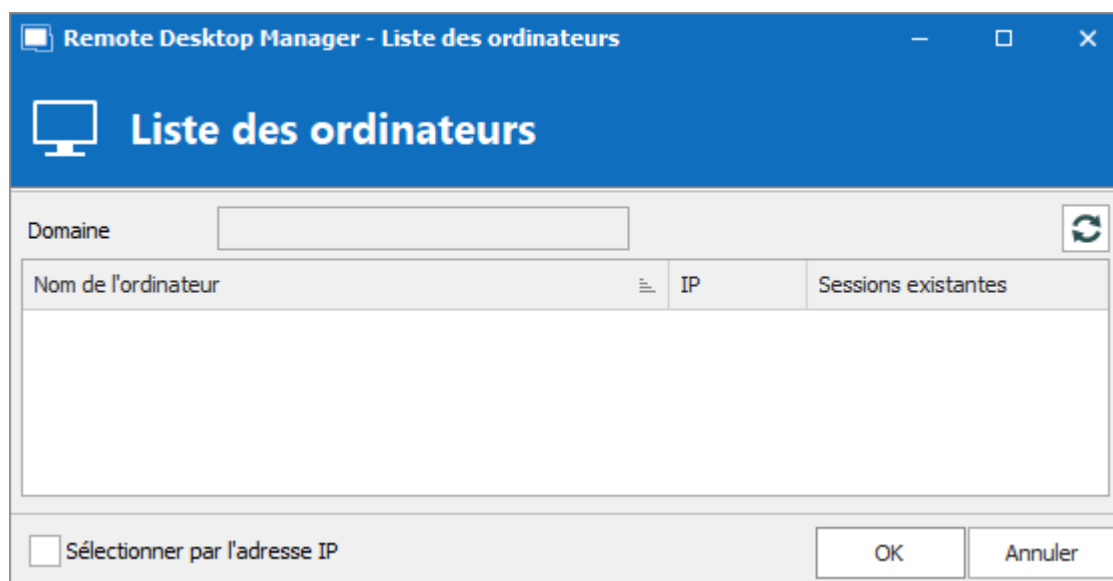 Remote Desktop Manager - Liste des ordinateurs
Liste des ordinateurs
Domaine
Nom de l'ordinateur IP Sessions existantes
Sélectionner par l'adresse IP OK Annuler